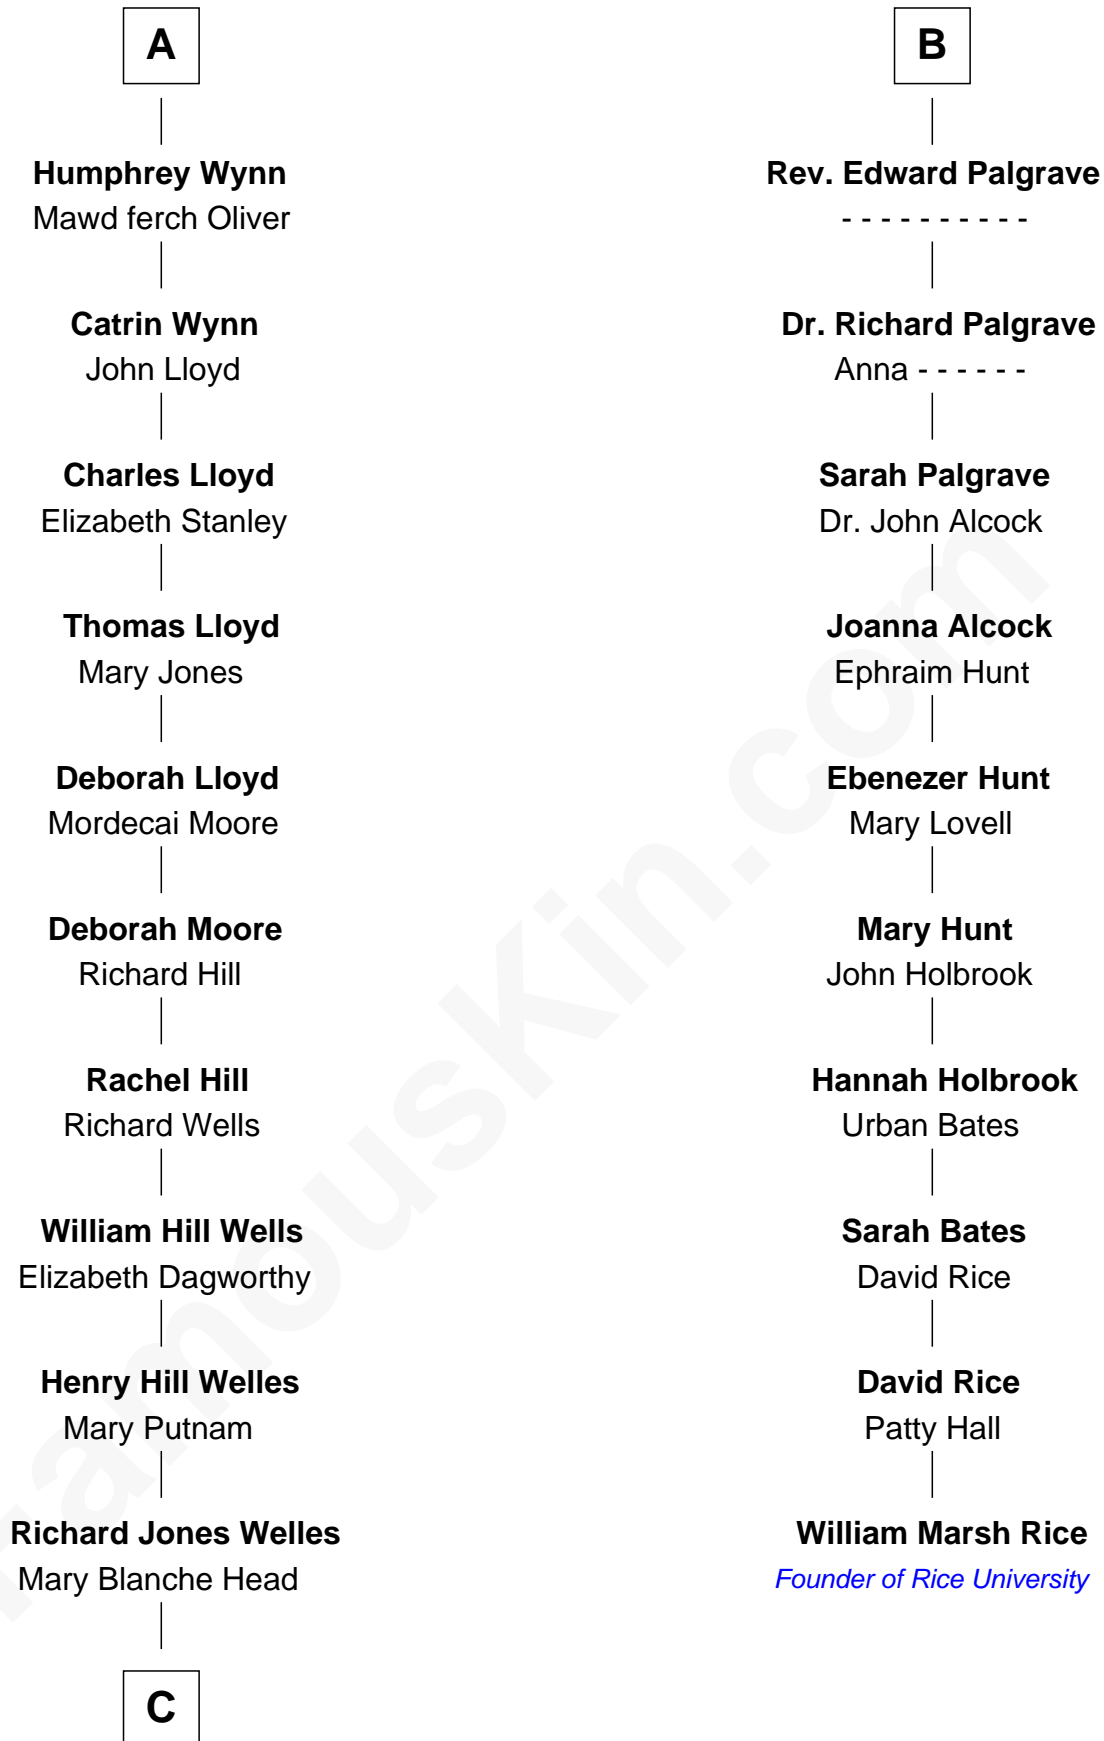 A
Humphrey Wynn
Mawd ferch Oliver
Catrin Wynn
John Lloyd
Charles Lloyd
Elizabeth Stanley
Thomas Lloyd
Mary Jones
Deborah Lloyd
Mordecai Moore
Deborah Moore
Richard Hill
Rachel Hill
Richard Wells
William Hill Wells
Elizabeth Dagworthy
Henry Hill Welles
Mary Putnam
Richard Jones Welles
Mary Blanche Head
C
B
Rev. Edward Palgrave
- - - - - - - - - -
Dr. Richard Palgrave
Anna - - - - - -
Sarah Palgrave
Dr. John Alcock
Joanna Alcock
Ephraim Hunt
Ebenezer Hunt
Mary Lovell
Mary Hunt
John Holbrook
Hannah Holbrook
Urban Bates
Sarah Bates
David Rice
David Rice
Patty Hall
William Marsh Rice
Founder of Rice University
FamousKin.com